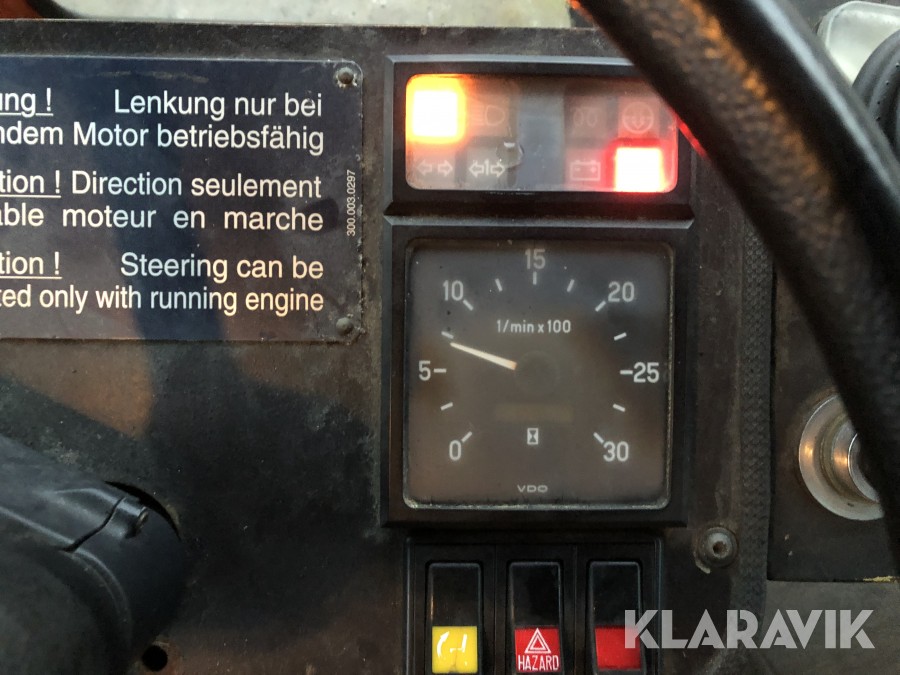 ung ! Lenkung nur bei
ndem Motor betriebsfähig
tion ! Direction seulement
able moteur en marche
tion ! Steering can be
ted only with running engine
300.003.0297
15
10 20
1/min x 100
5 25
0 30
VDO
HAZARD
KLARAVIK